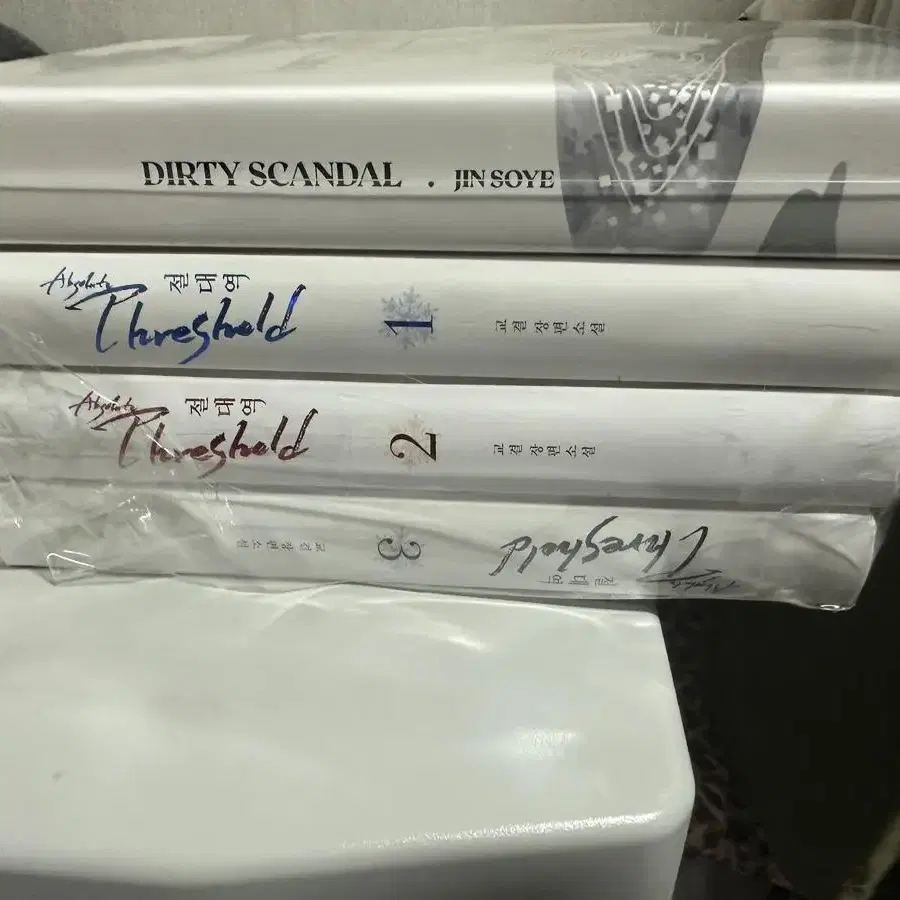 DIRTY SCANDAL . JIN SOYE
Absolute Threshold 절대역 1 교결 장편소설
Absolute Threshold 절대역 2 교결 장편소설
Absolute Threshold 절대역 3 교결 장편소설